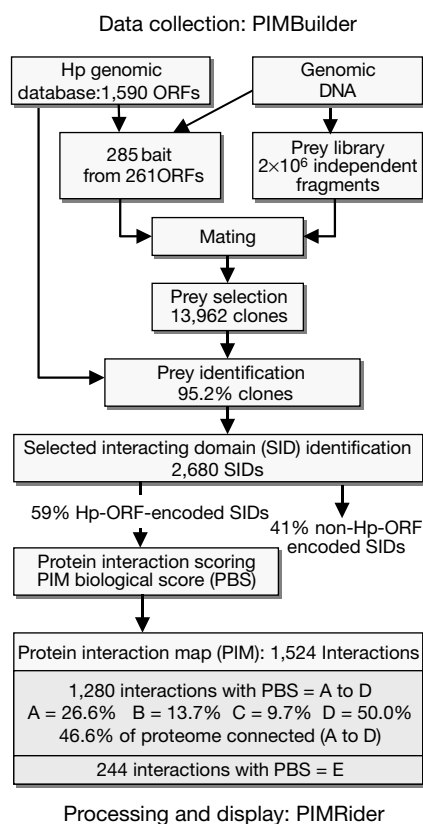 Data collection: PIMBuilder
Hp genomic
database:1,590 ORFs
Genomic
DNA
285 bait
from 261ORFs
Prey library
2×10⁶ independent
fragments
Mating
Prey selection
13,962 clones
Prey identification
95.2% clones
Selected interacting domain (SID) identification
2,680 SIDs
59% Hp-ORF-encoded SIDs
41% non-Hp-ORF
encoded SIDs
Protein interaction scoring
PIM biological score (PBS)
Protein interaction map (PIM): 1,524 Interactions
1,280 interactions with PBS = A to D
A = 26.6% B = 13.7% C = 9.7% D = 50.0%
46.6% of proteome connected (A to D)
244 interactions with PBS = E
Processing and display: PIMRider